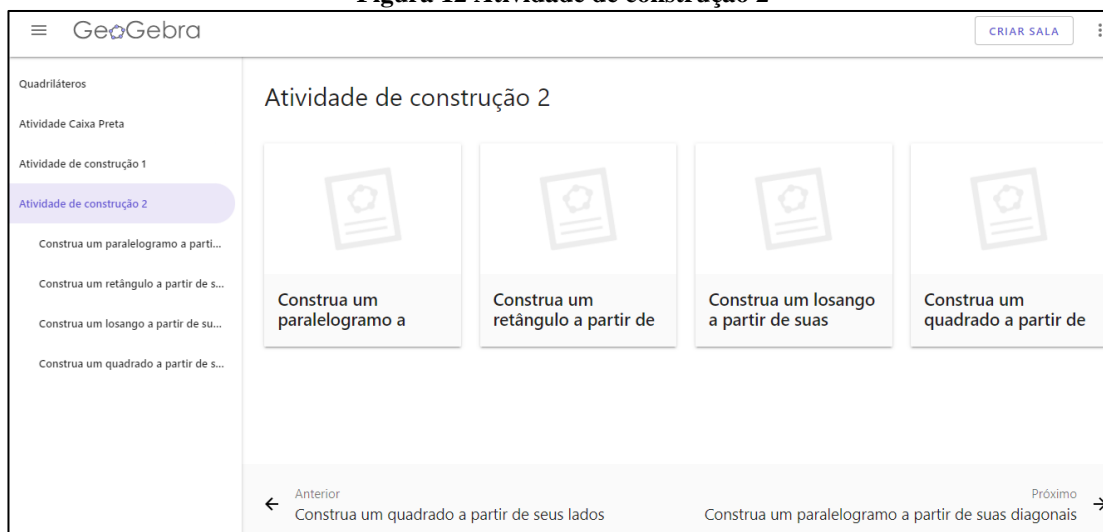 Figura 12 Atividade de construção 2
GeoGebra
CRIAR SALA
Quadriláteros
Atividade Caixa Preta
Atividade de construção 1
Atividade de construção 2
Construa um paralelogramo a parti...
Construa um retângulo a partir de s...
Construa um losango a partir de su...
Construa um quadrado a partir de s...
Atividade de construção 2
Construa um
paralelogramo a
Construa um
retângulo a partir de
Construa um losango
a partir de suas
Construa um
quadrado a partir de
Anterior
Construa um quadrado a partir de seus lados
Próximo
Construa um paralelogramo a partir de suas diagonais